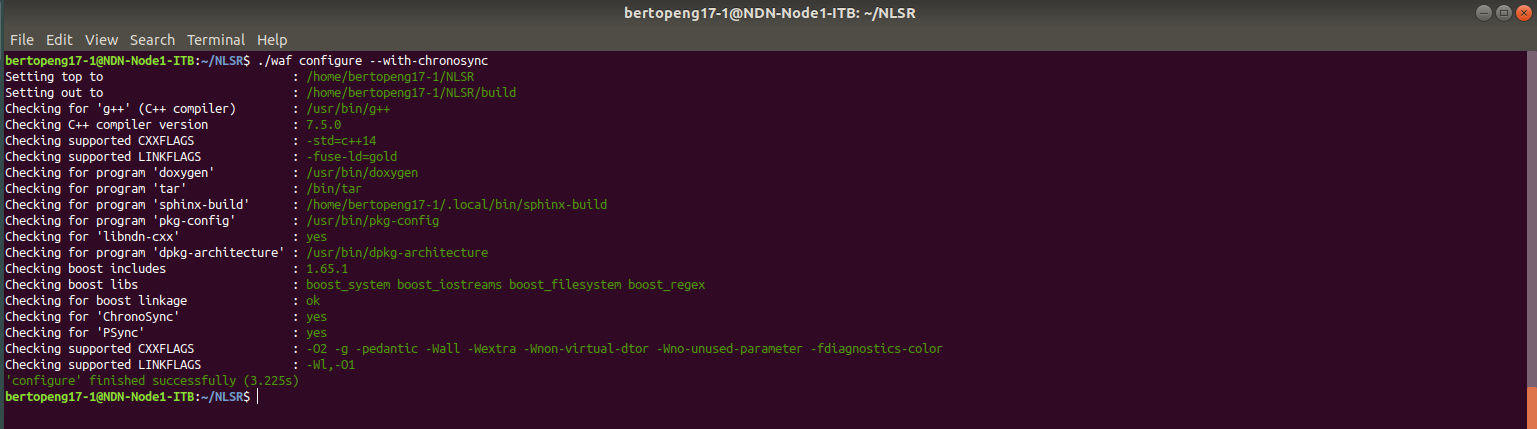 bertopeng17-1@NDN-Node1-ITB: ~/NLSR
File Edit View Search Terminal Help
bertopeng17-1@NDN-Node1-ITB:~/NLSR$ ./waf configure --with-chronosync
Setting top to : /home/bertopeng17-1/NLSR
Setting out to : /home/bertopeng17-1/NLSR/build
Checking for 'g++' (C++ compiler) : /usr/bin/g++
Checking C++ compiler version : 7.5.0
Checking supported CXXFLAGS : -std=c++14
Checking supported LINKFLAGS : -fuse-ld=gold
Checking for program 'doxygen' : /usr/bin/doxygen
Checking for program 'tar' : /bin/tar
Checking for program 'sphinx-build' : /home/bertopeng17-1/.local/bin/sphinx-build
Checking for program 'pkg-config' : /usr/bin/pkg-config
Checking for 'libndn-cxx' : yes
Checking for program 'dpkg-architecture' : /usr/bin/dpkg-architecture
Checking boost includes : 1.65.1
Checking boost libs : boost_system boost_iostreams boost_filesystem boost_regex
Checking for boost linkage : ok
Checking for 'ChronoSync' : yes
Checking for 'PSync' : yes
Checking supported CXXFLAGS : -O2 -g -pedantic -Wall -Wextra -Wnon-virtual-dtor -Wno-unused-parameter -fdiagnostics-color
Checking supported LINKFLAGS : -Wl,-O1
'configure' finished successfully (3.225s)
bertopeng17-1@NDN-Node1-ITB:~/NLSR$